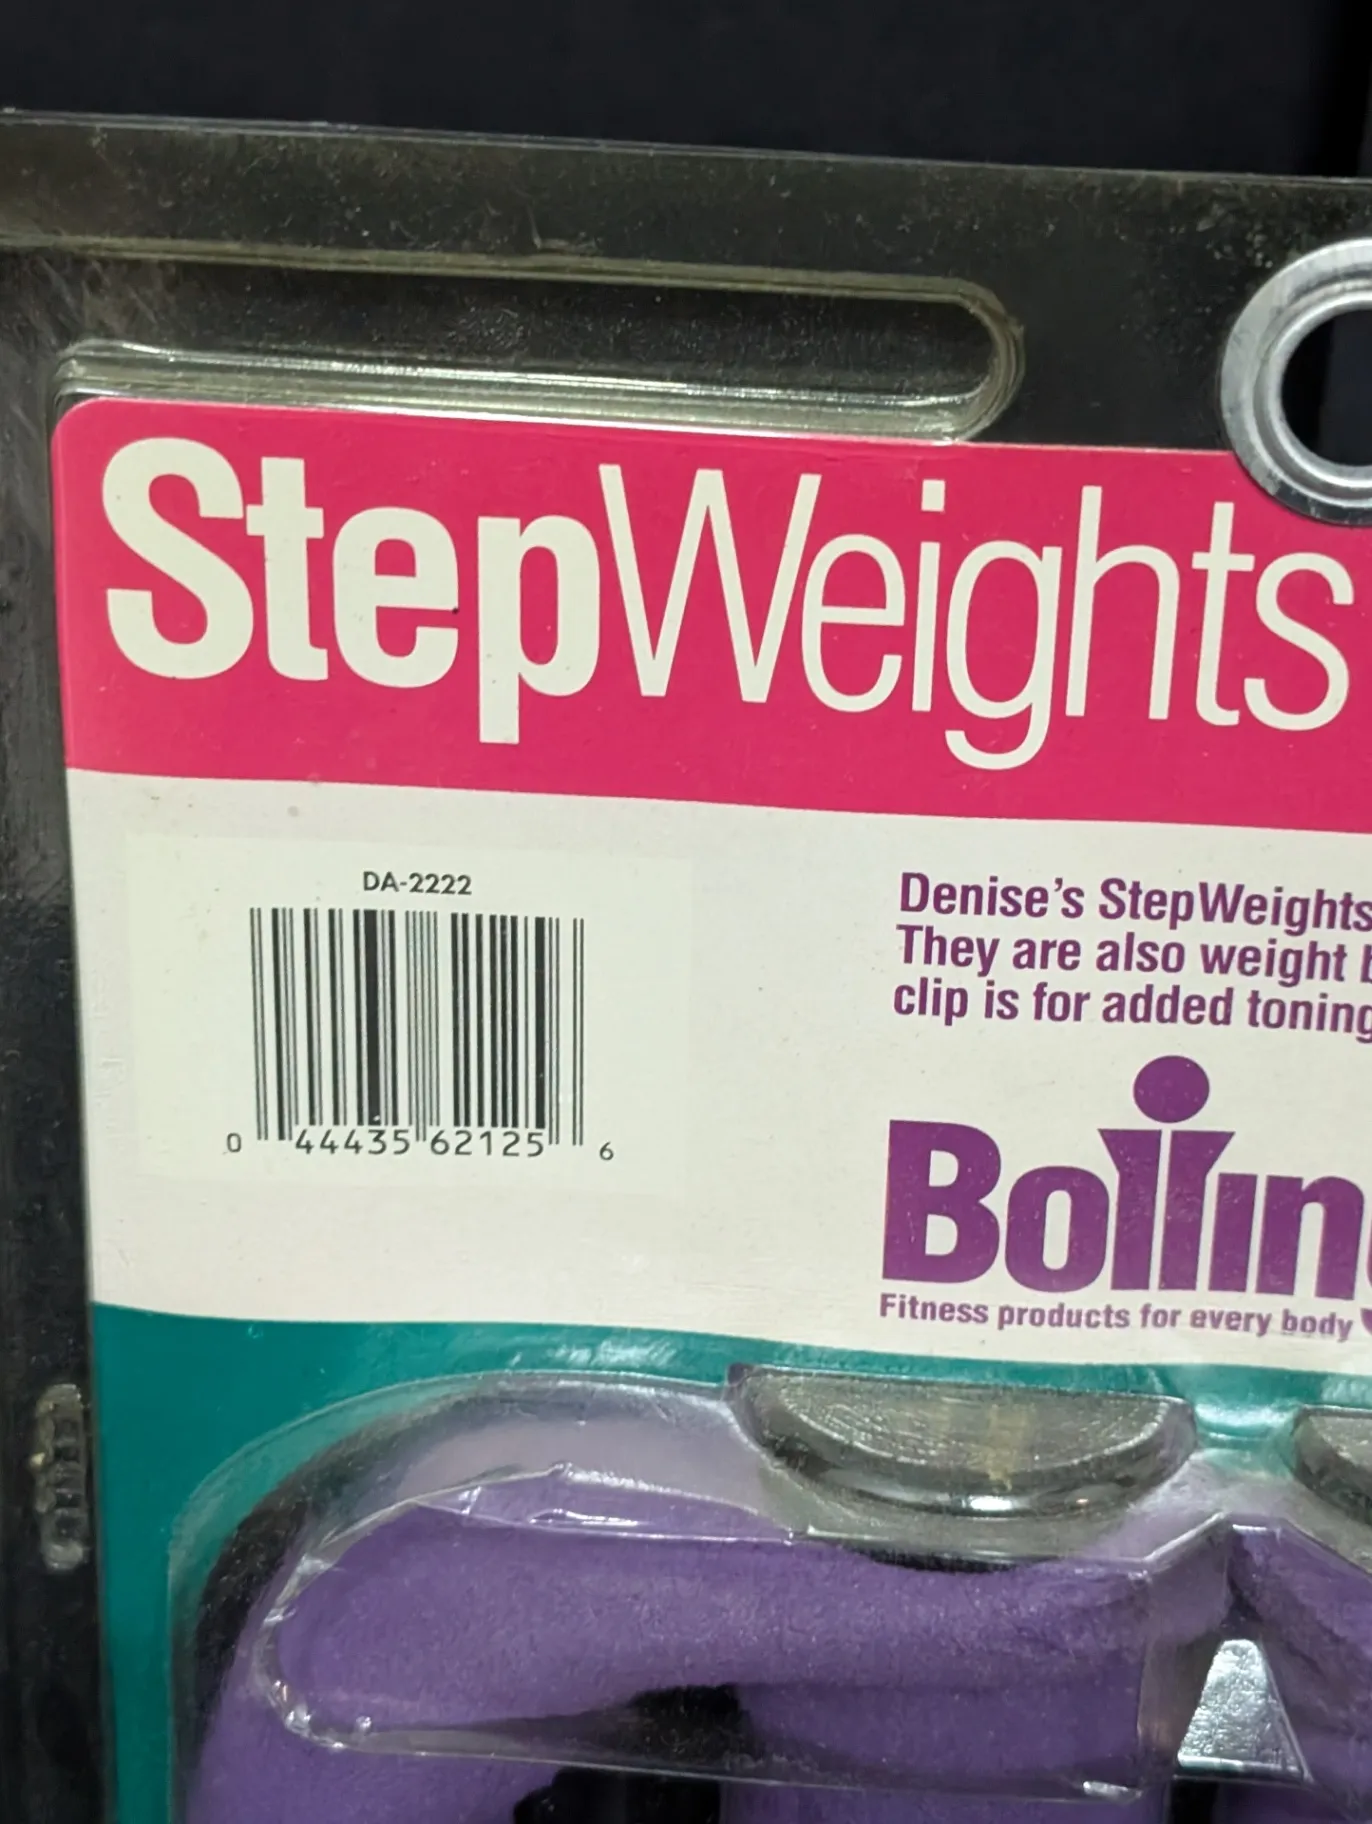 StepWeights
DA-2222
0 44435 62125 6
Denise's StepWeights
They are also weight
clip is for added toning
Bollin
Fitness products for every body